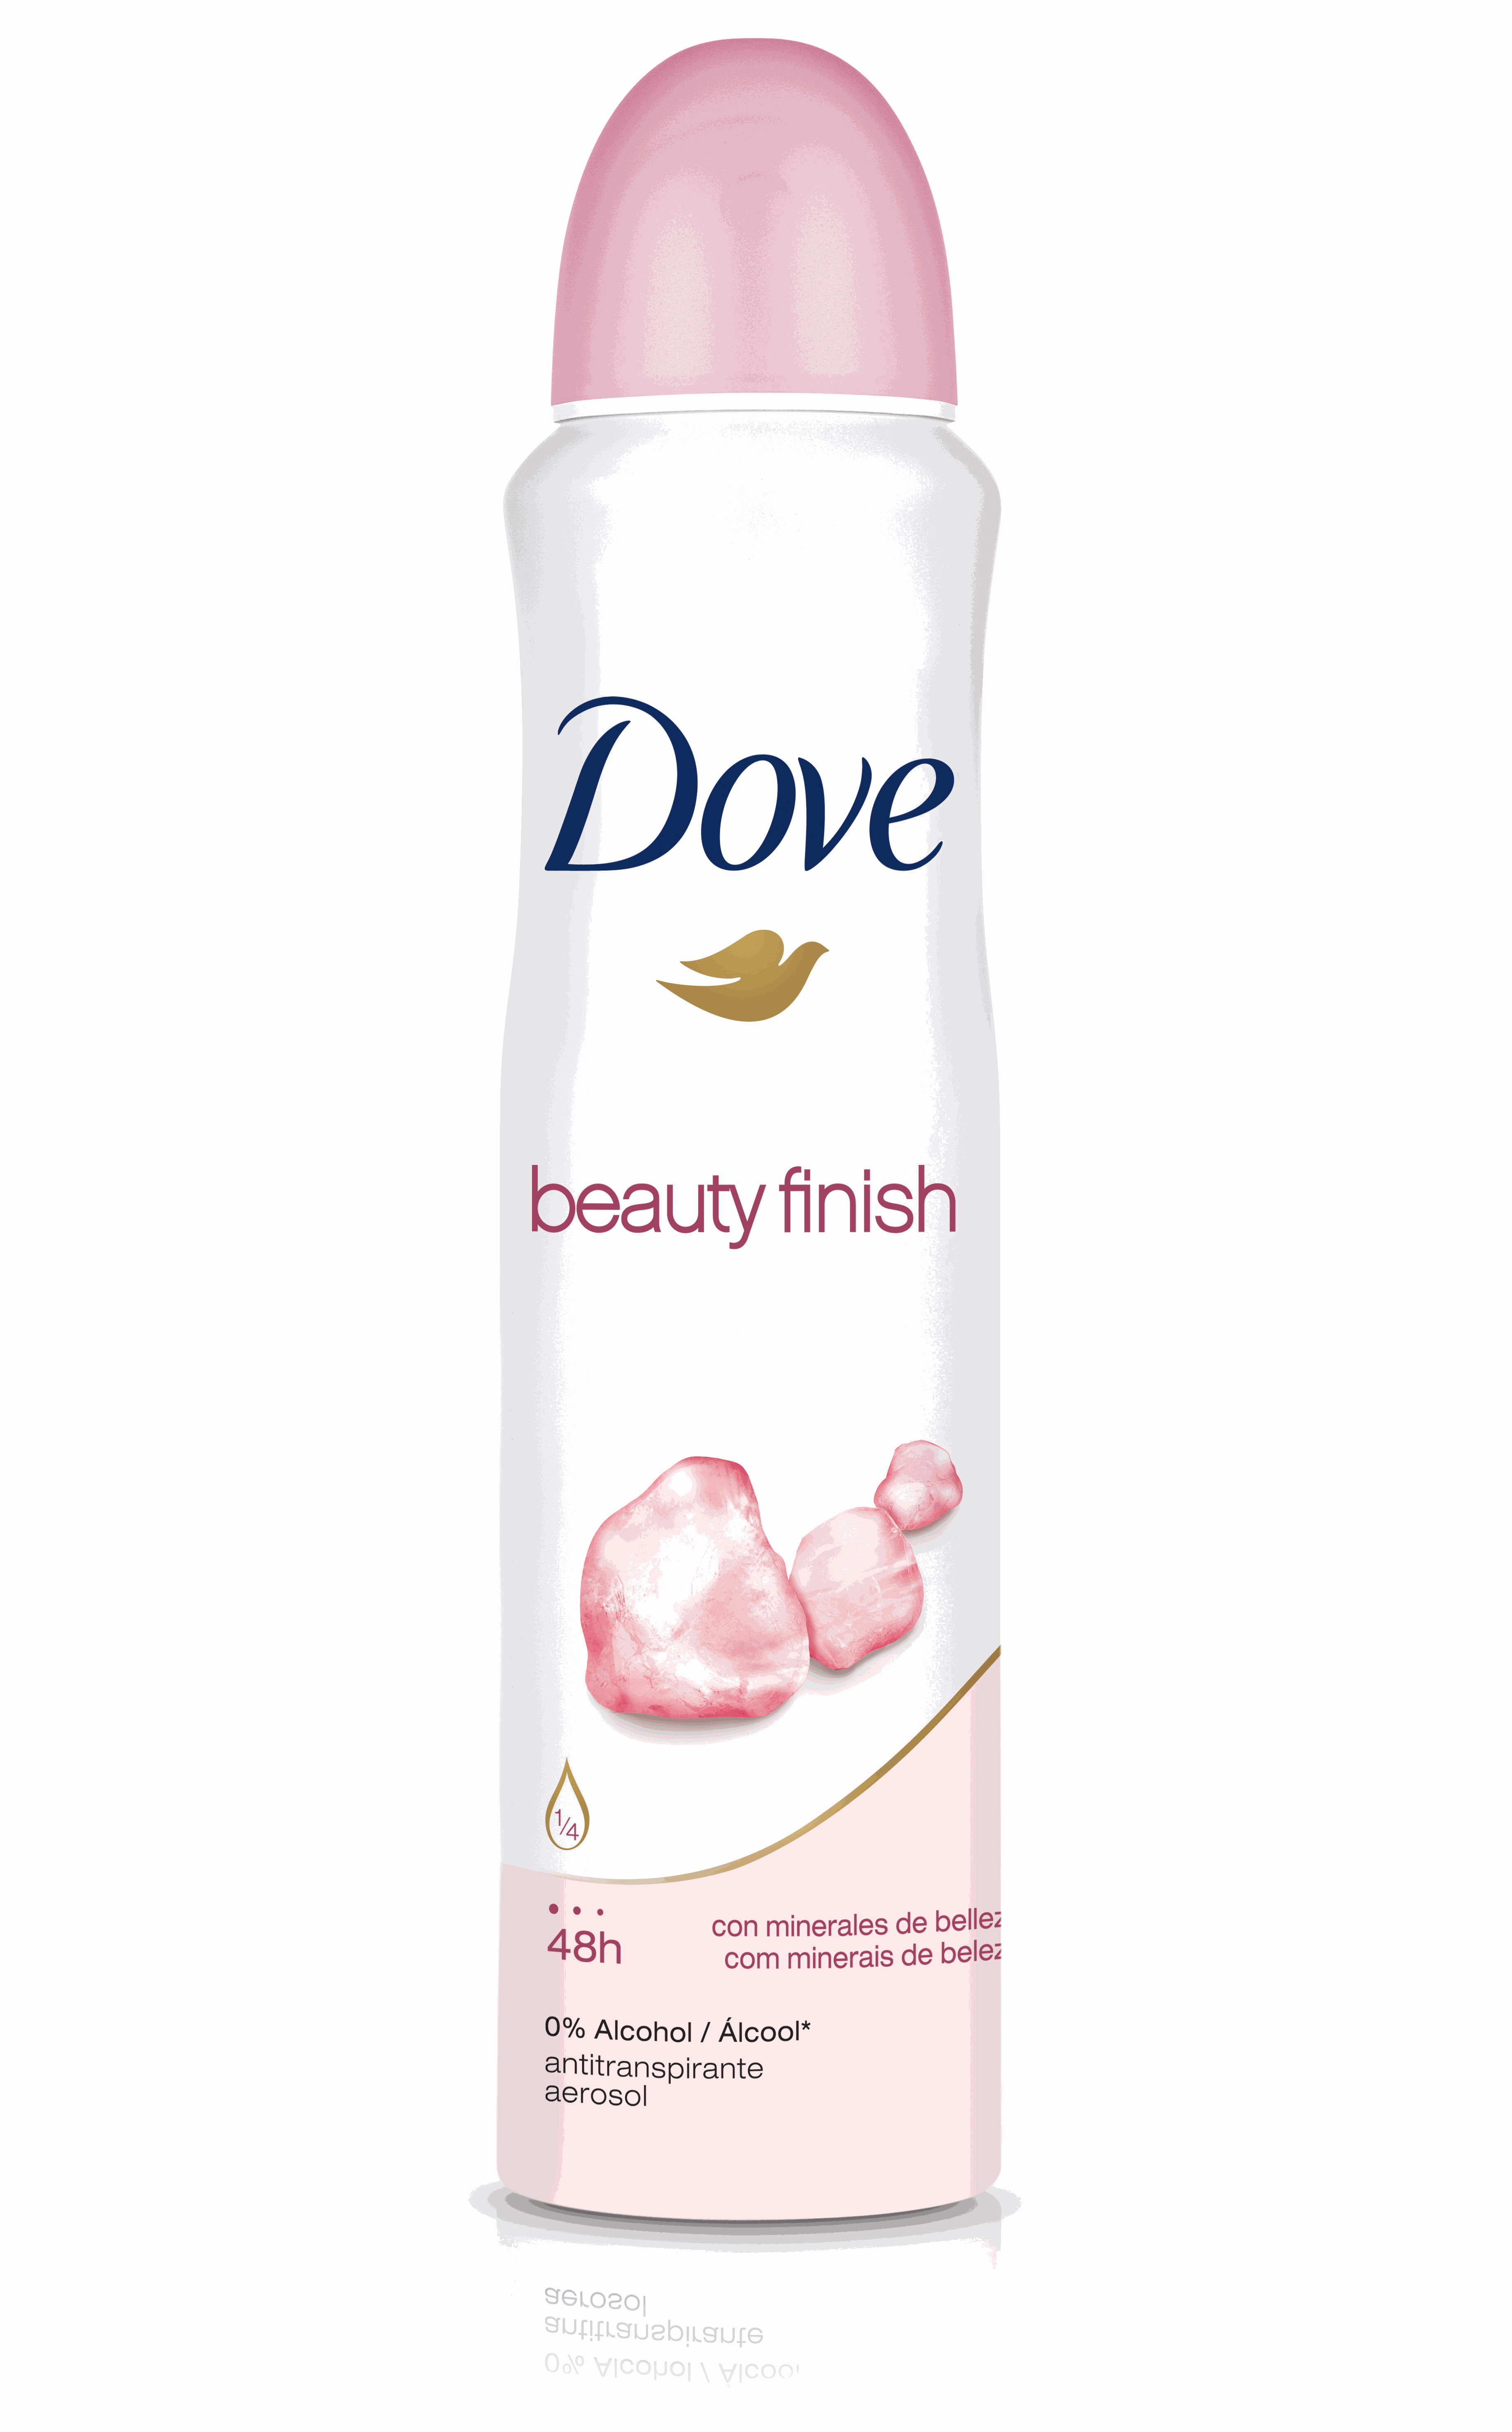 Dove
beauty finish
1/4
48h
con minerales de bellez
com minerais de belez
0% Alcohol / Álcool*
antitranspirante
aerosol